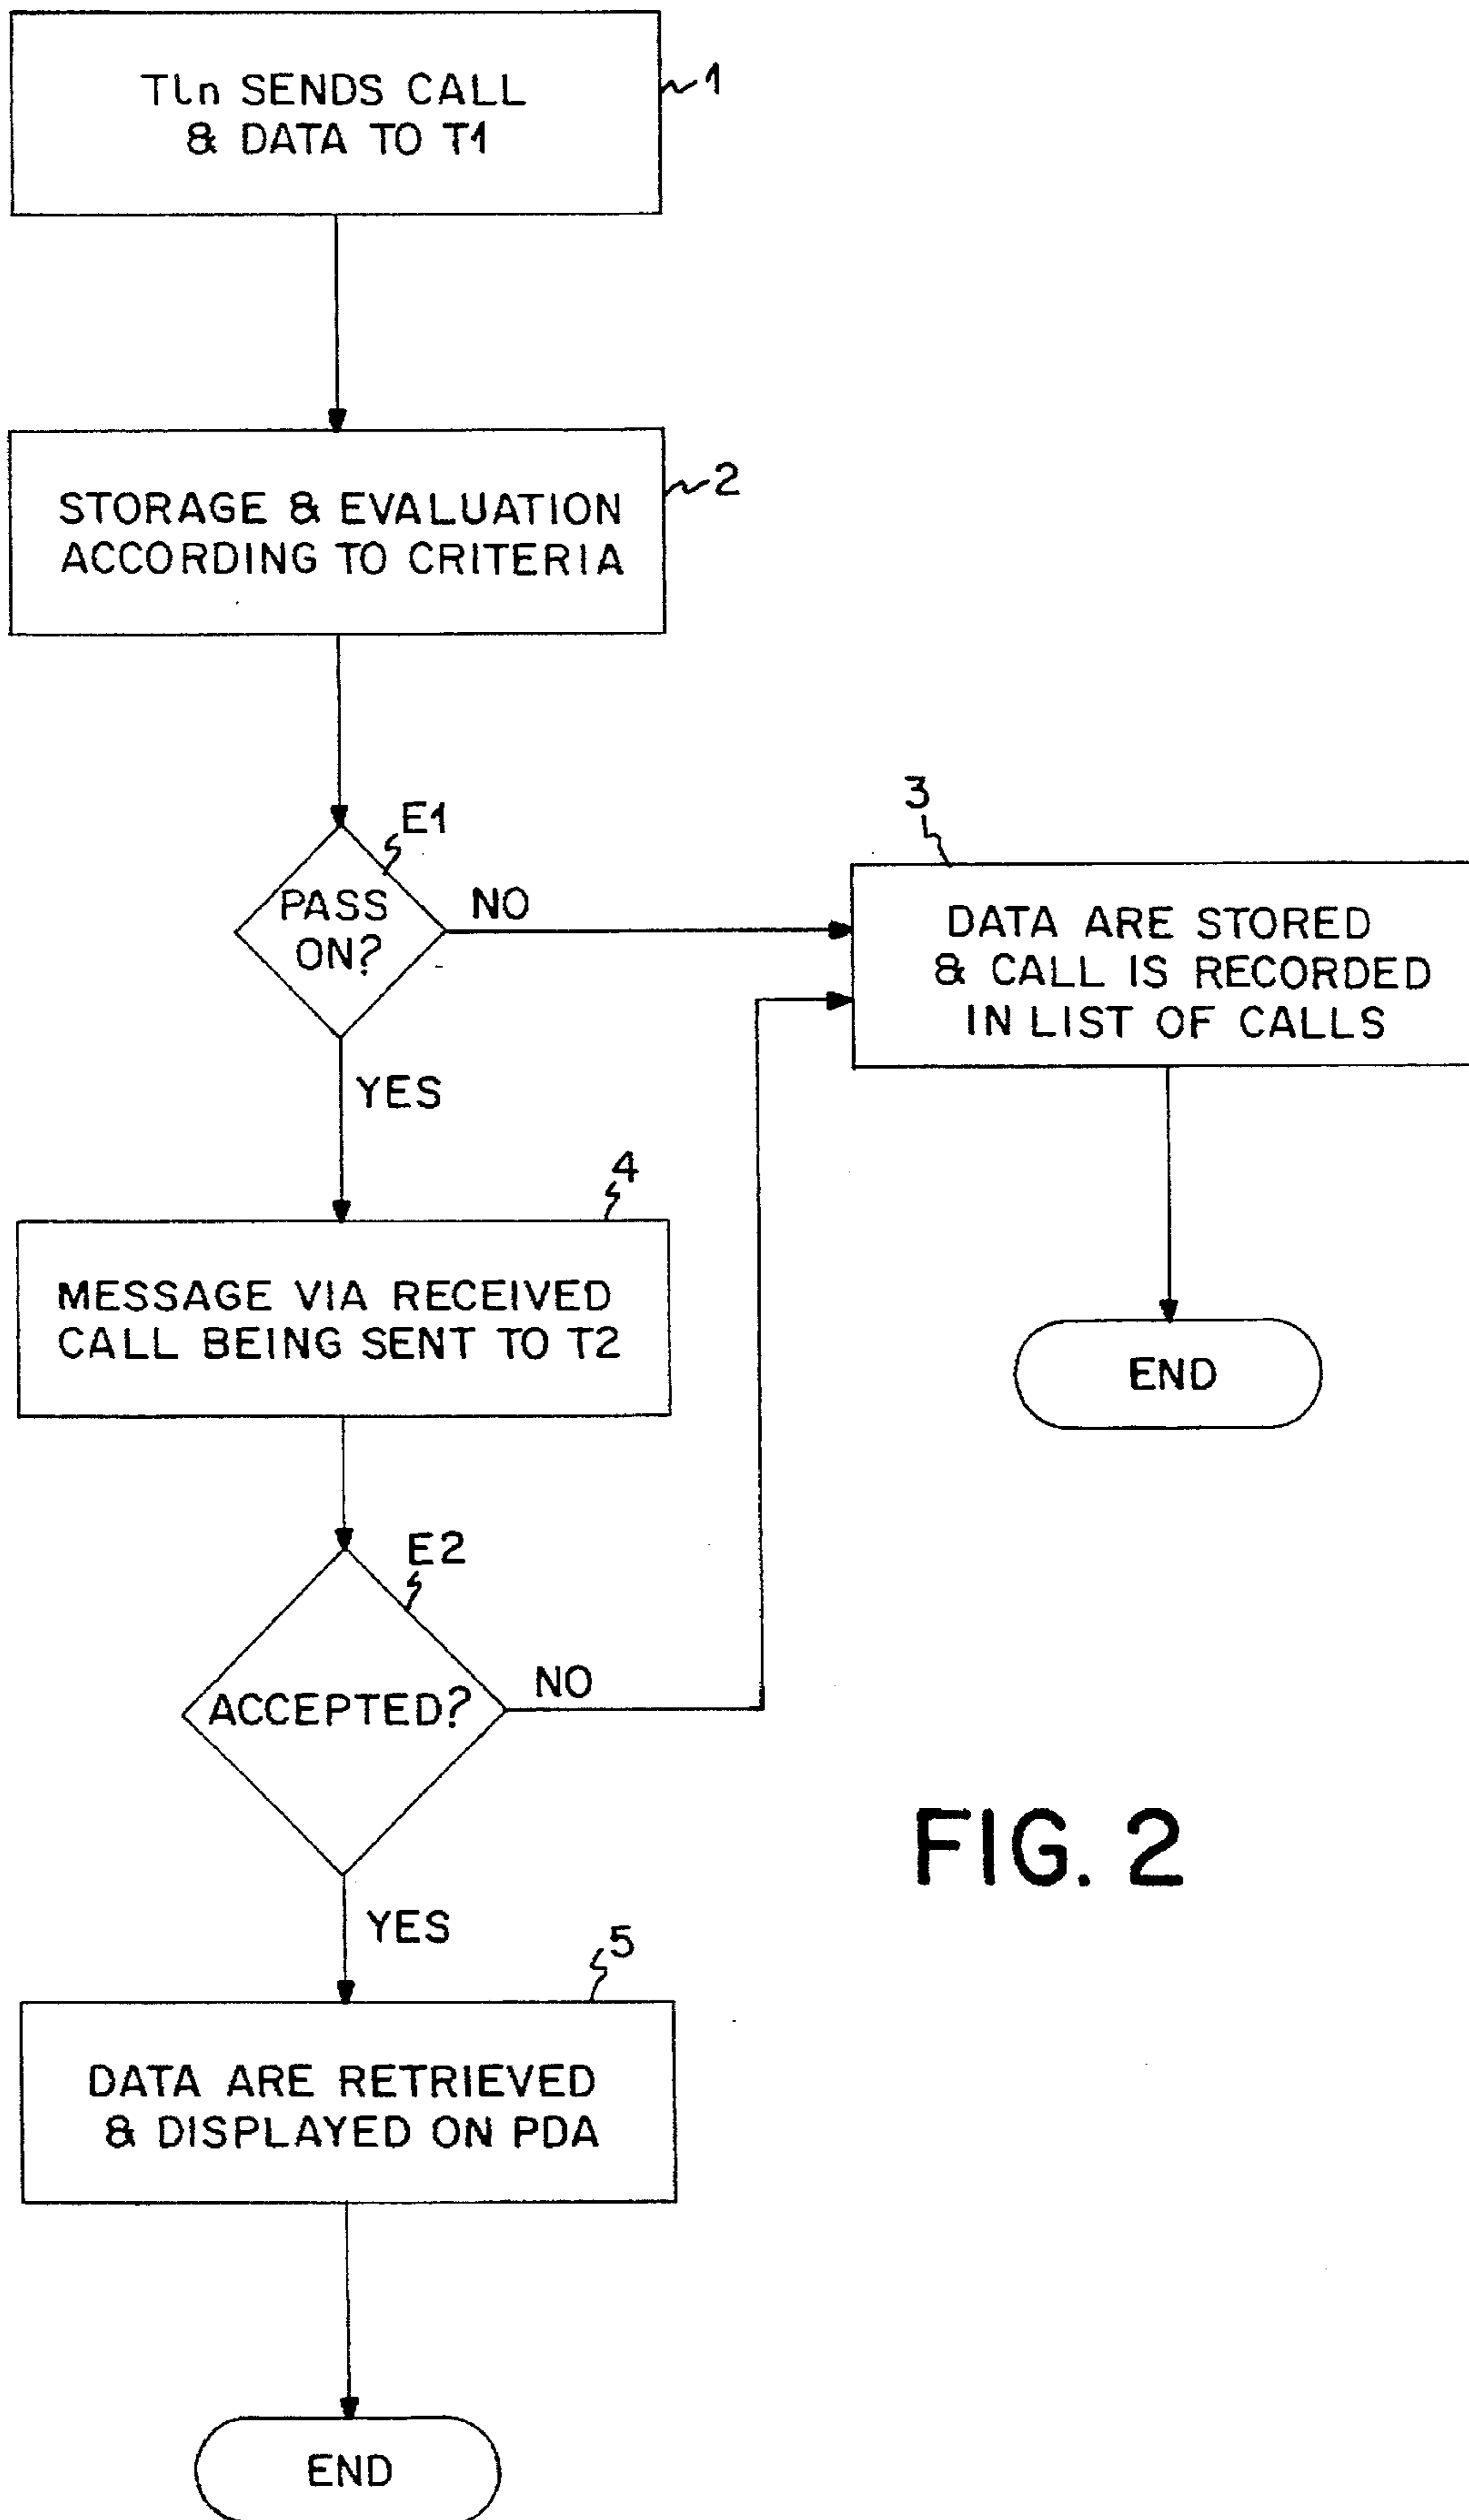 Tln SENDS CALL
& DATA TO T1
1
STORAGE & EVALUATION
ACCORDING TO CRITERIA
2
E1
PASS
ON?
NO
YES
3
DATA ARE STORED
& CALL IS RECORDED
IN LIST OF CALLS
END
4
MESSAGE VIA RECEIVED
CALL BEING SENT TO T2
E2
ACCEPTED?
NO
YES
FIG. 2
5
DATA ARE RETRIEVED
& DISPLAYED ON PDA
END